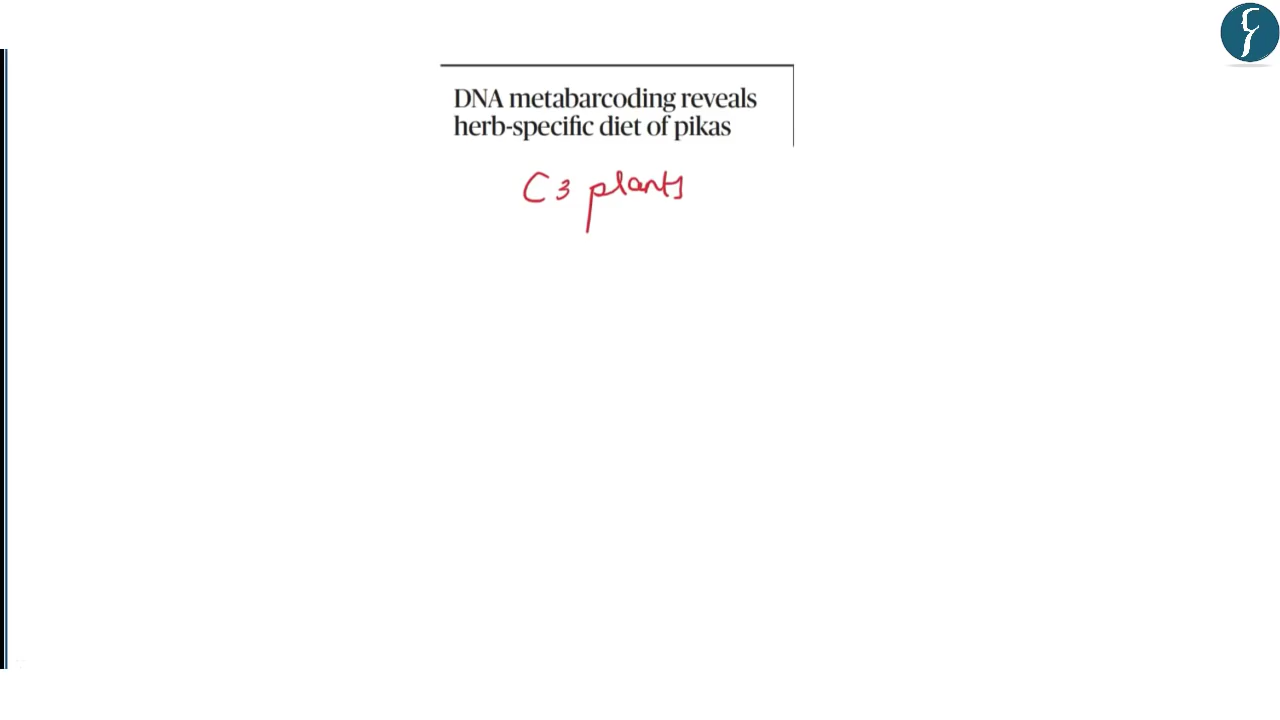 DNA metabarcoding reveals
herb-specific diet of pikas
C3 plants